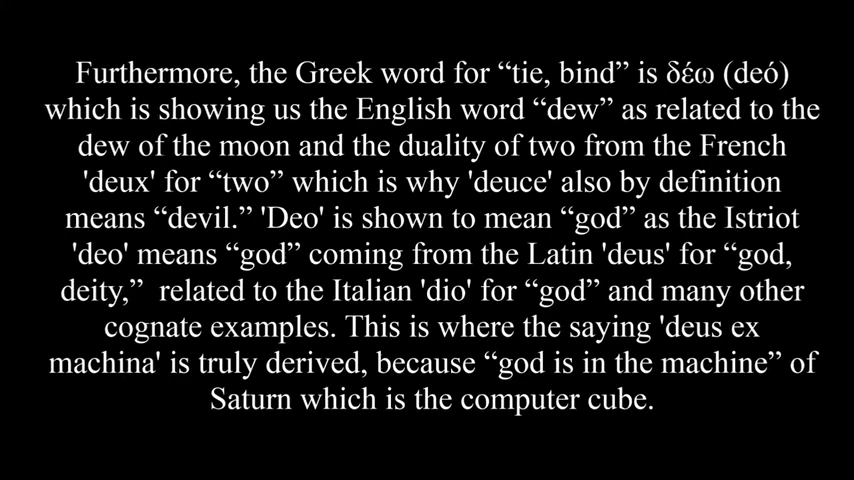 Furthermore, the Greek word for “tie, bind” is δέω (deó)
which is showing us the English word “dew” as related to the
dew of the moon and the duality of two from the French
'deux' for “two” which is why 'deuce' also by definition
means “devil.” 'Deo' is shown to mean “god” as the Istriot
'deo' means “god” coming from the Latin 'deus' for “god,
deity,”  related to the Italian 'dio' for “god” and many other
cognate examples. This is where the saying 'deus ex
machina' is truly derived, because “god is in the machine” of
Saturn which is the computer cube.